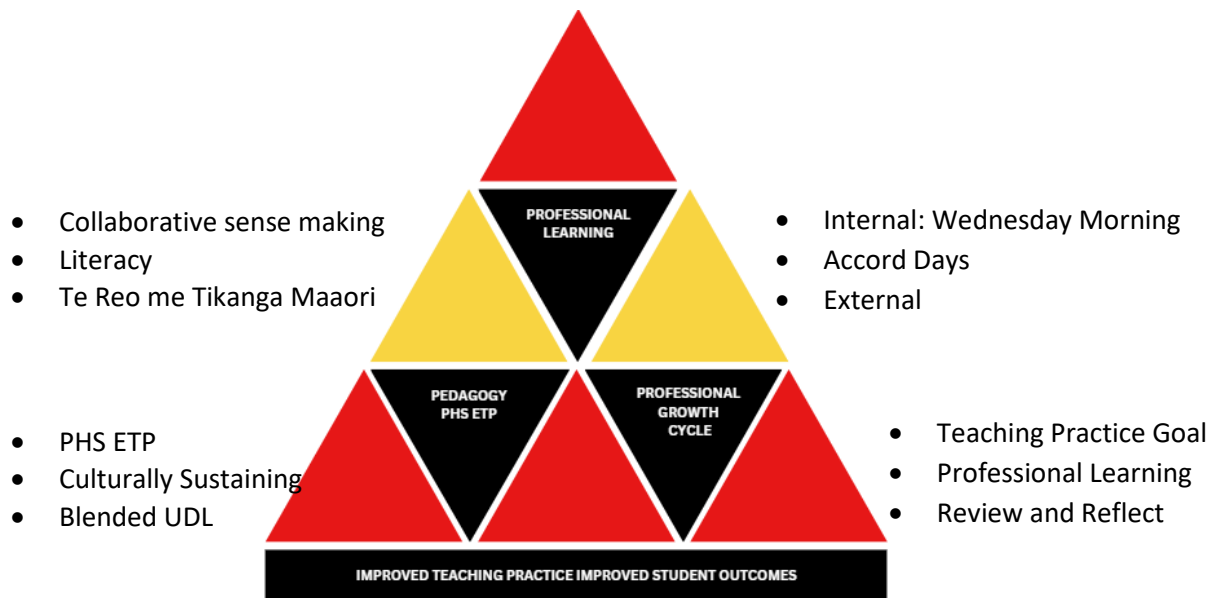 PROFESSIONAL
LEARNING
• Collaborative sense making
• Literacy
• Te Reo me Tikanga Maaori
• Internal: Wednesday Morning
• Accord Days
• External
PEDAGOGY
PHS ETP
PROFESSIONAL
GROWTH
CYCLE
• PHS ETP
• Culturally Sustaining
• Blended UDL
• Teaching Practice Goal
• Professional Learning
• Review and Reflect
IMPROVED TEACHING PRACTICE IMPROVED STUDENT OUTCOMES